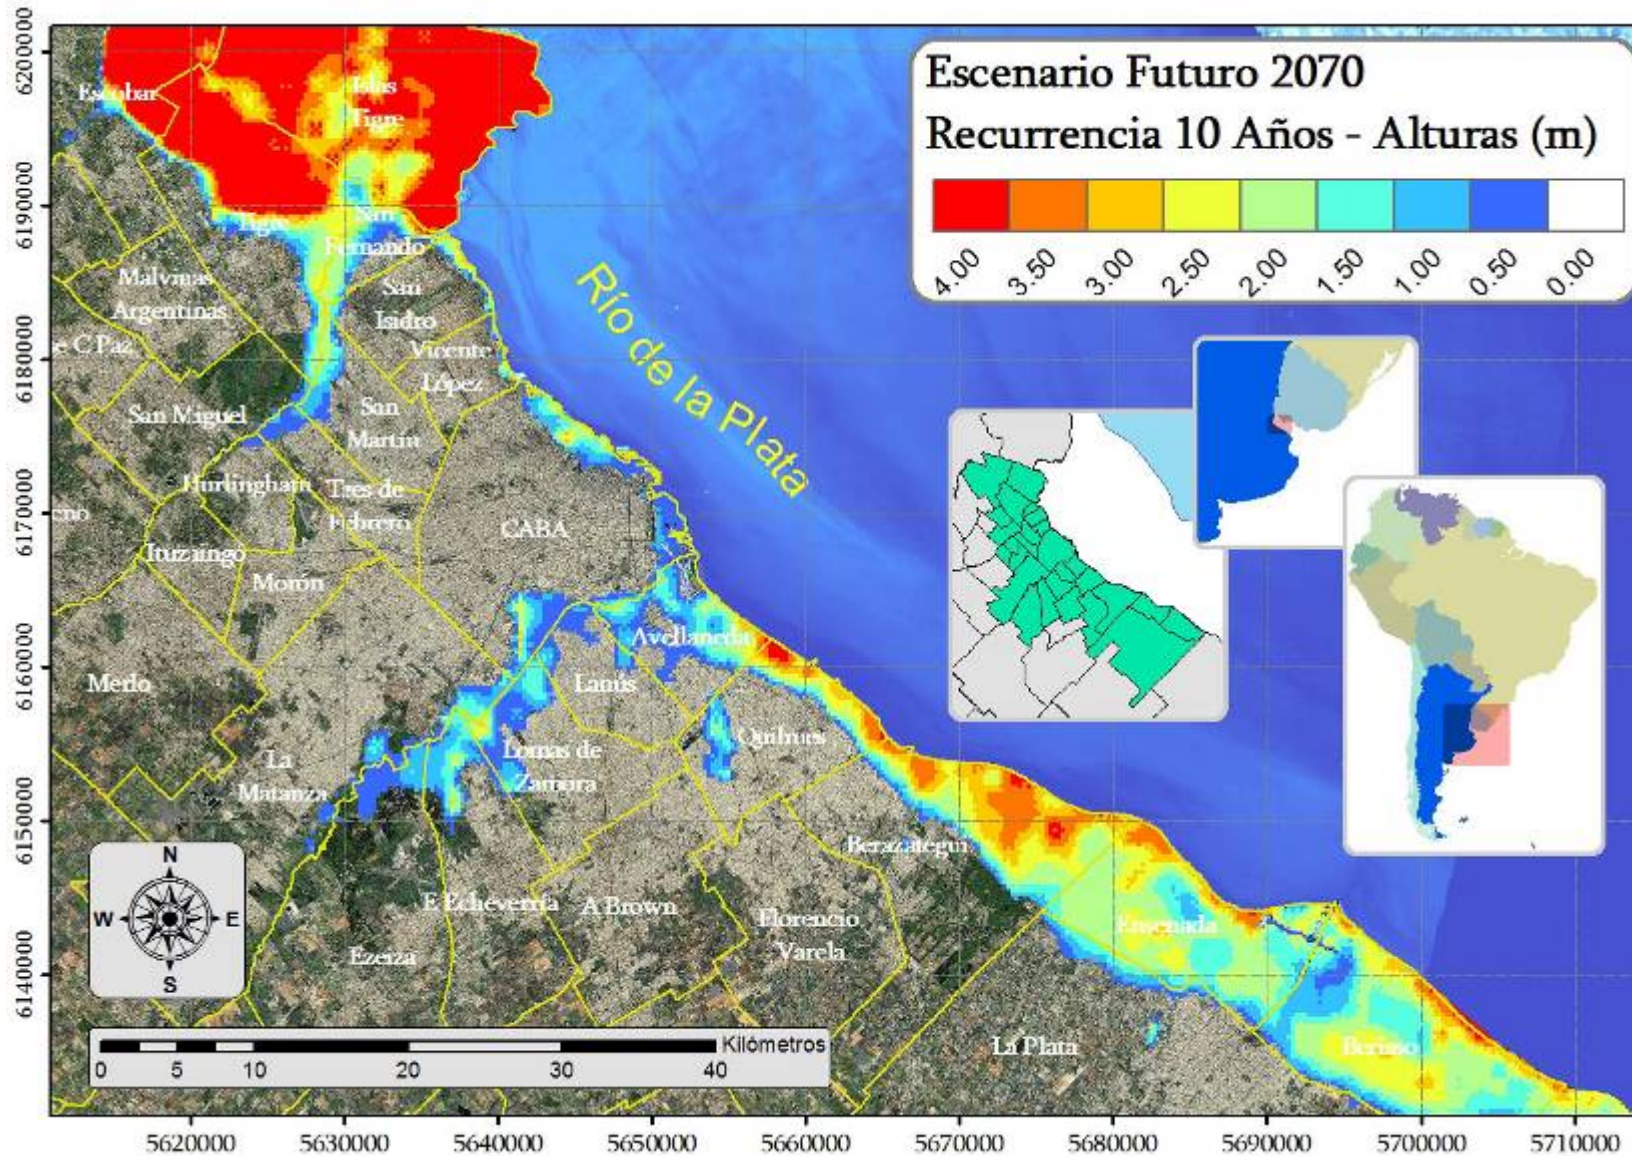 Escenario Futuro 2070
Recurrencia 10 Años - Alturas (m)
4.00
3.50
3.00
2.50
2.00
1.50
1.00
0.50
0.00
Río de la Plata
Escobar
Islas
Tigre
Tigre
San
Fernando
Malvinas
Argentinas
San
Isidro
e C Paz
Vicente
López
San Miguel
San
Martín
Hurlingham
Tres de
Febrero
CABA
Ituzaingó
Morón
Avellaneda
Merlo
Lanús
Quilmes
La
Matanza
Lomas de
Zamora
Berazategui
E Echeverría
A Brown
Florencio
Varela
Ensenada
Ezeiza
La Plata
Berisso
N
W
E
S
Kilómetros
0
5
10
20
30
40
6200000
6190000
6180000
6170000
6160000
6150000
6140000
5620000
5630000
5640000
5650000
5660000
5670000
5680000
5690000
5700000
5710000